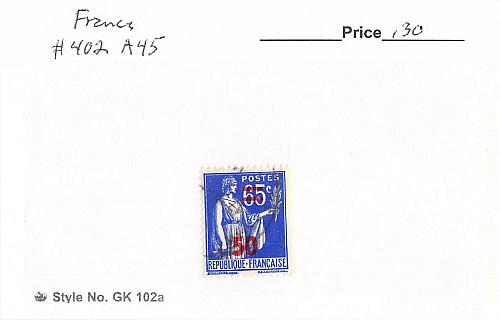 France
#402 A45
Price .30
POSTES
65c
50
REPUBLIQUE-FRANÇAISE
Style No. GK 102a